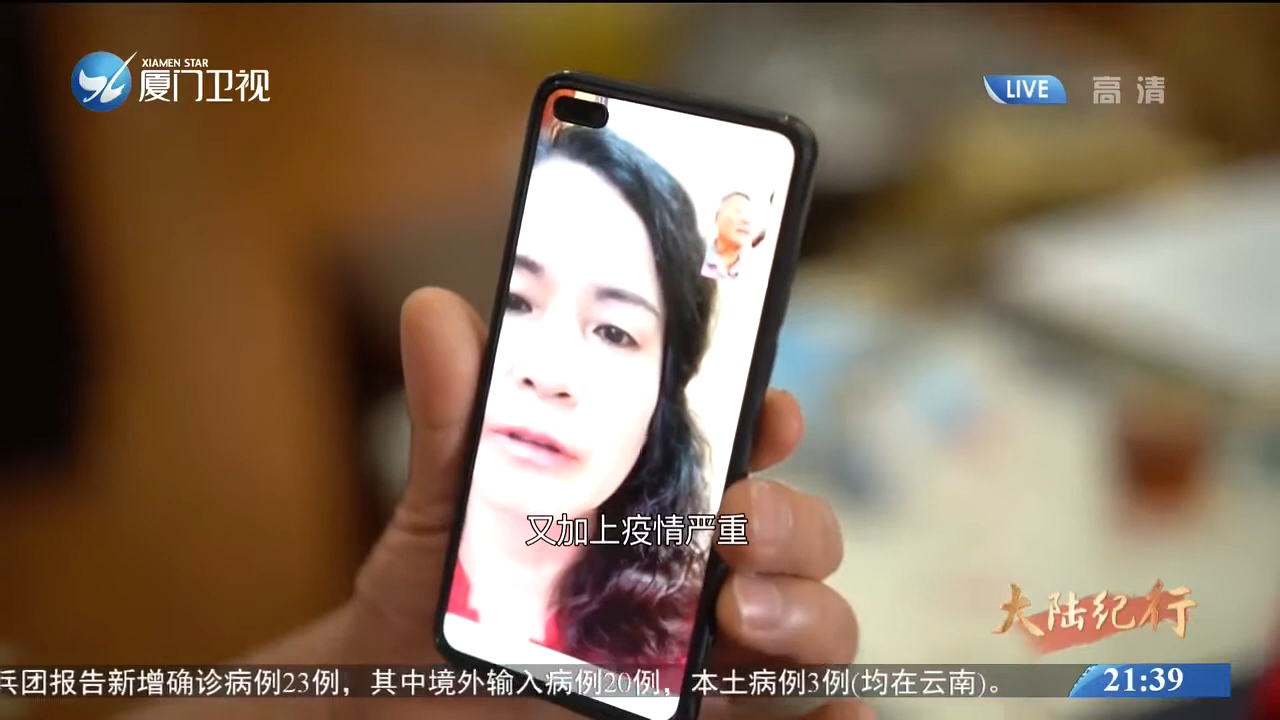 XIAMEN STAR
厦门卫视
LIVE
高清
又加上疫情严重
大陆纪行
兵团报告新增确诊病例23例，其中境外输入病例20例，本土病例3例(均在云南)。
21:39